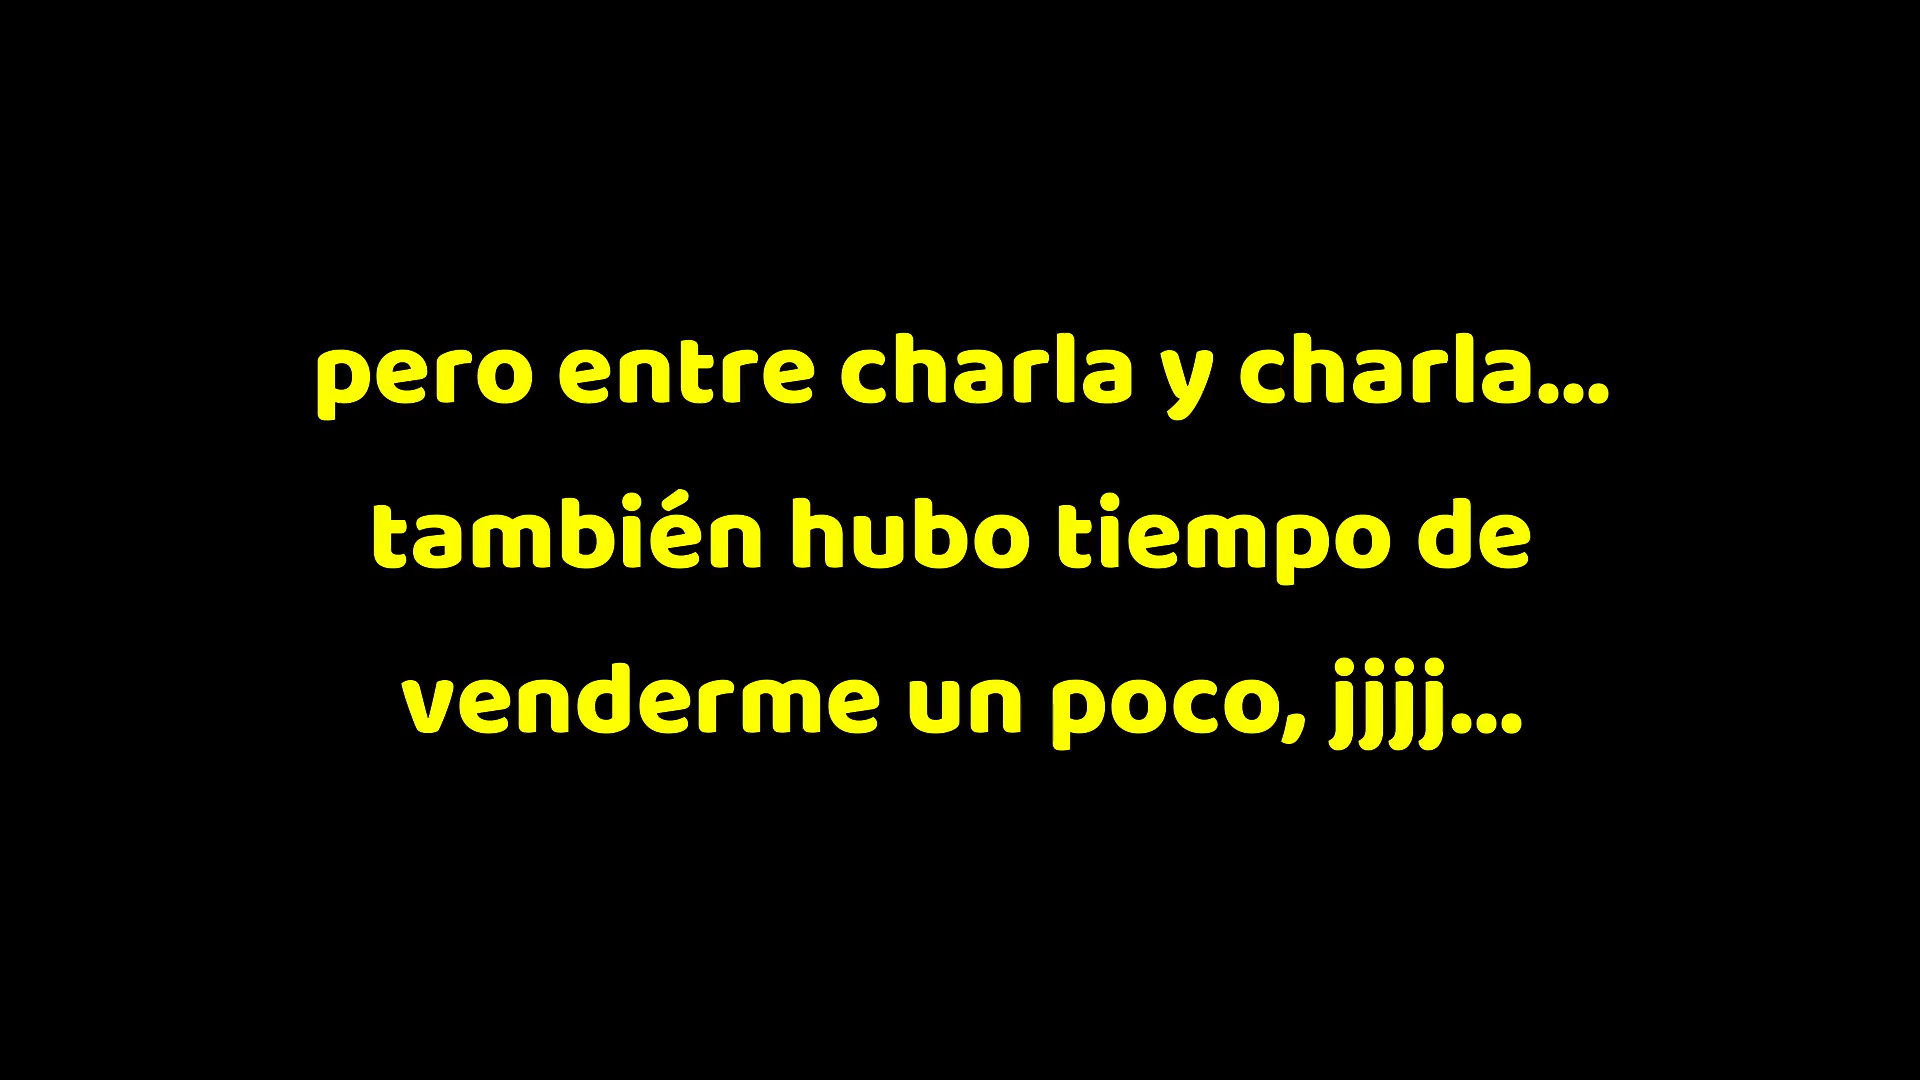 pero entre charla y charla...
también hubo tiempo de
venderme un poco, jjjj...